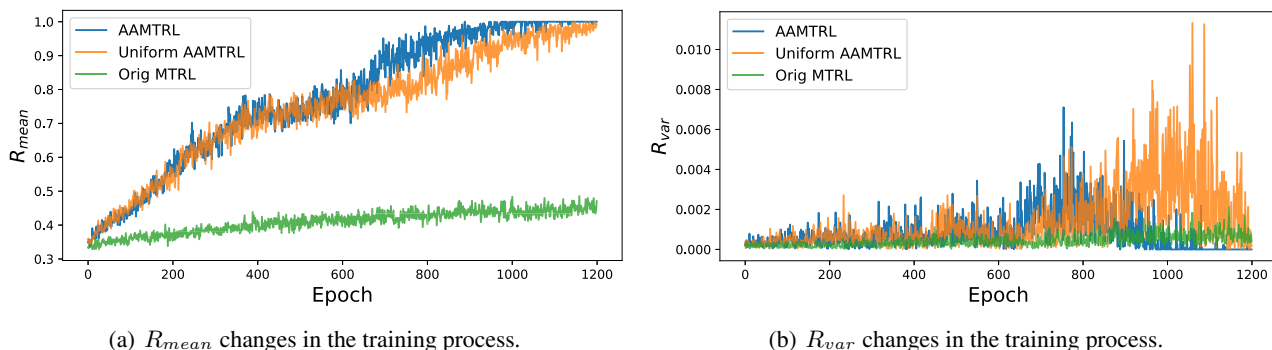 1.0
0.9
0.8
0.7
0.6
0.5
0.4
0.3
R_mean
AAMTRL
Uniform AAMTRL
Orig MTRL
0 200 400 600 800 1000 1200
Epoch
(a) R_mean changes in the training process.
0.010
0.008
0.006
0.004
0.002
0.000
R_var
AAMTRL
Uniform AAMTRL
Orig MTRL
0 200 400 600 800 1000 1200
Epoch
(b) R_var changes in the training process.